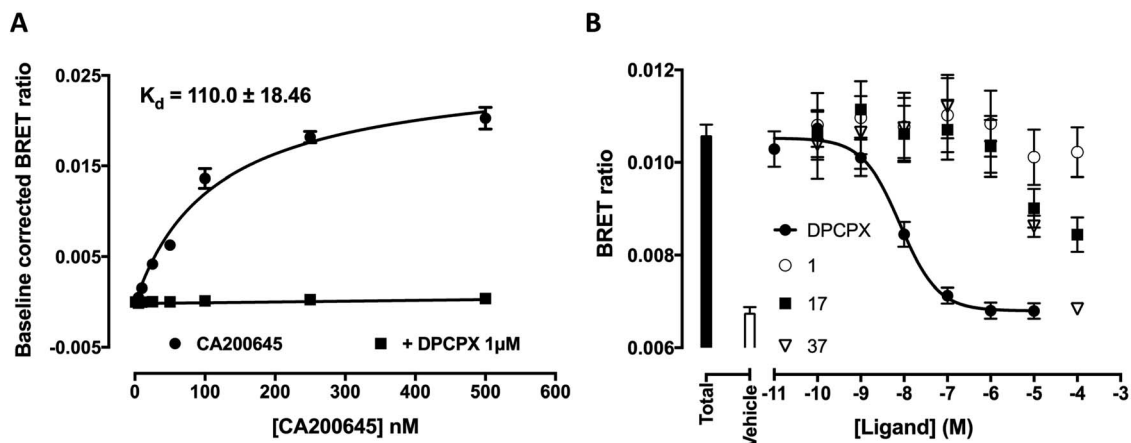 A
Baseline corrected BRET ratio
0.025
0.015
0.005
-0.005
K_d = 110.0 ± 18.46
CA200645
+ DPCPX 1µM
0
100
200
300
400
500
600
[CA200645] nM
B
BRET ratio
0.012
0.010
0.008
0.006
DPCPX
1
17
37
Total
Vehicle
-11
-10
-9
-8
-7
-6
-5
-4
-3
[Ligand] (M)